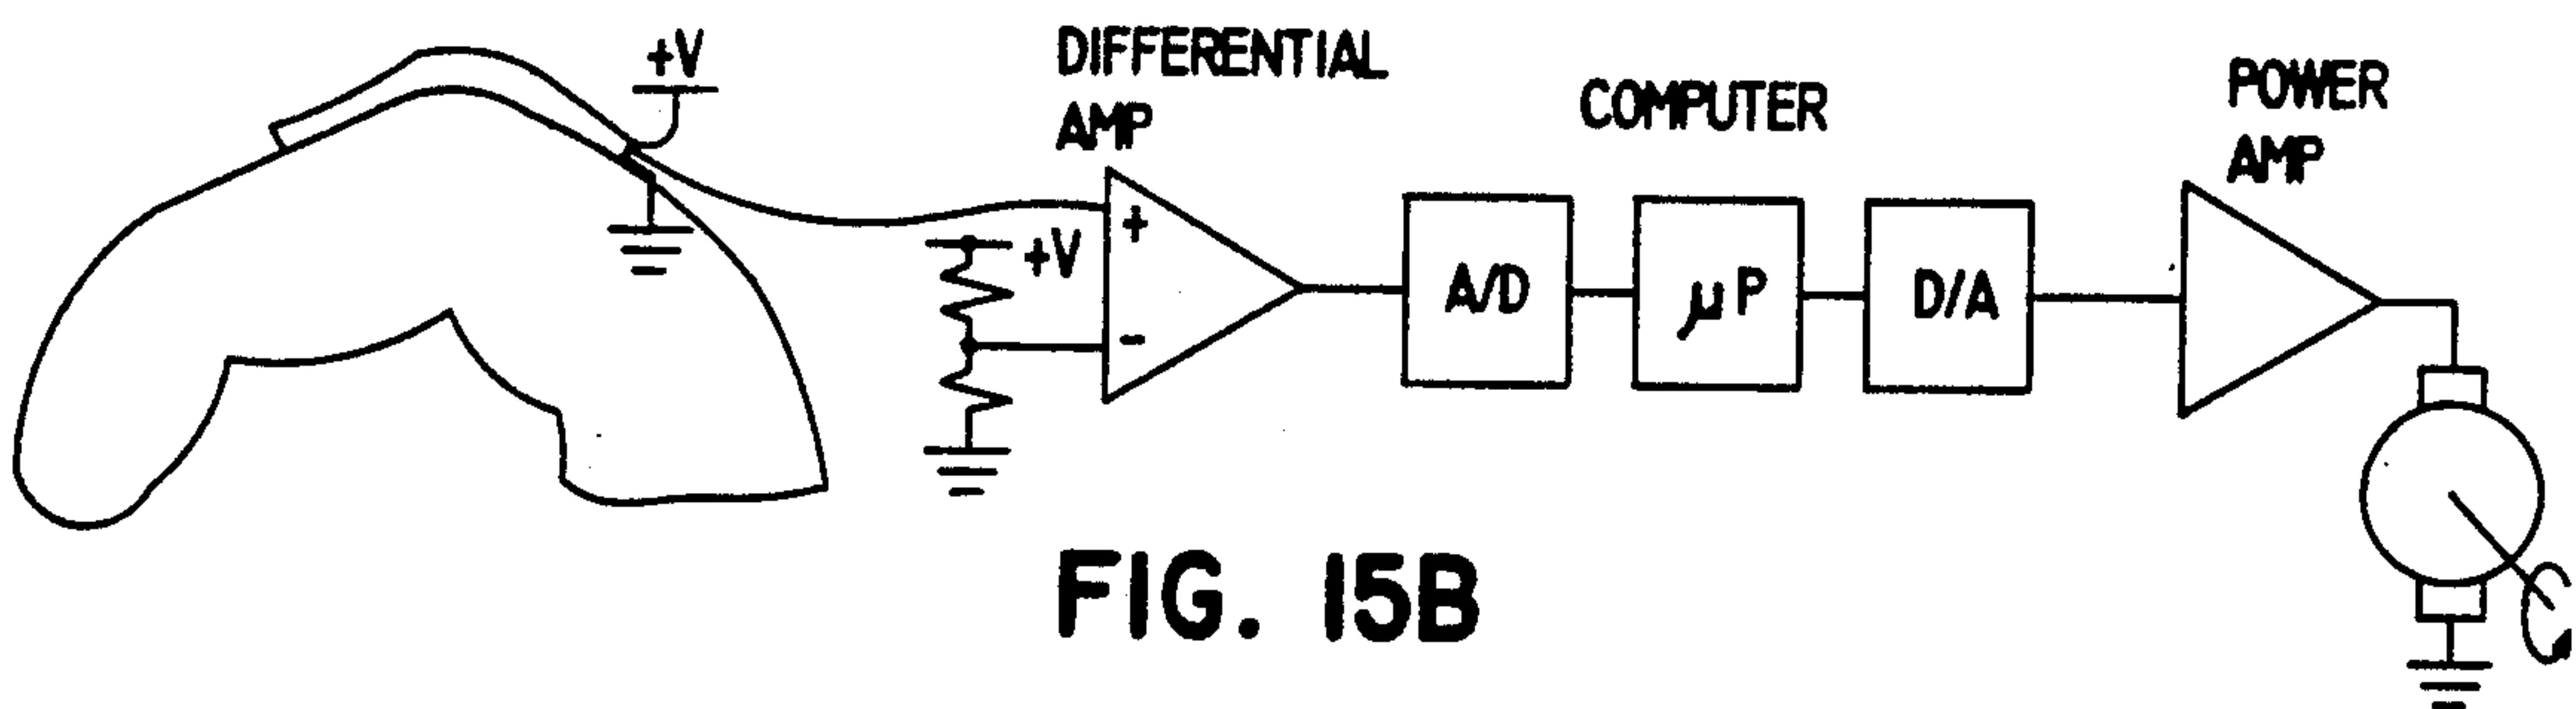 +V
DIFFERENTIAL
AMP
COMPUTER
POWER
AMP
+
+V
-
A/D
μP
D/A
FIG. 15B